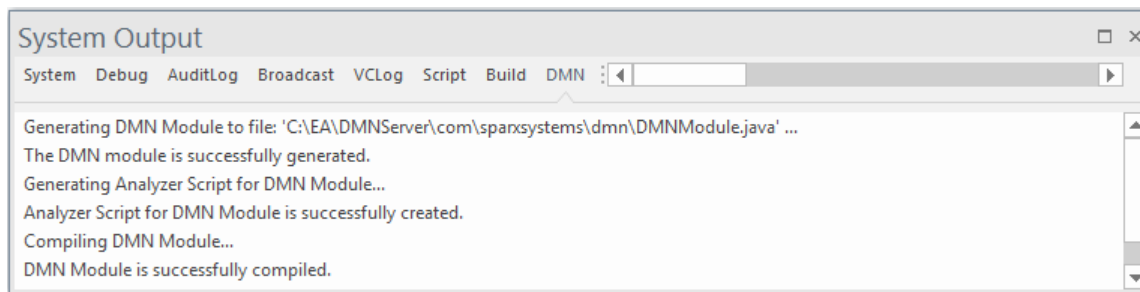 System Output
System Debug AuditLog Broadcast VCLog Script Build DMN
Generating DMN Module to file: 'C:\EA\DMNServer\com\sparxsystems\dmn\DMNModule.java' ...
The DMN module is successfully generated.
Generating Analyzer Script for DMN Module...
Analyzer Script for DMN Module is successfully created.
Compiling DMN Module...
DMN Module is successfully compiled.